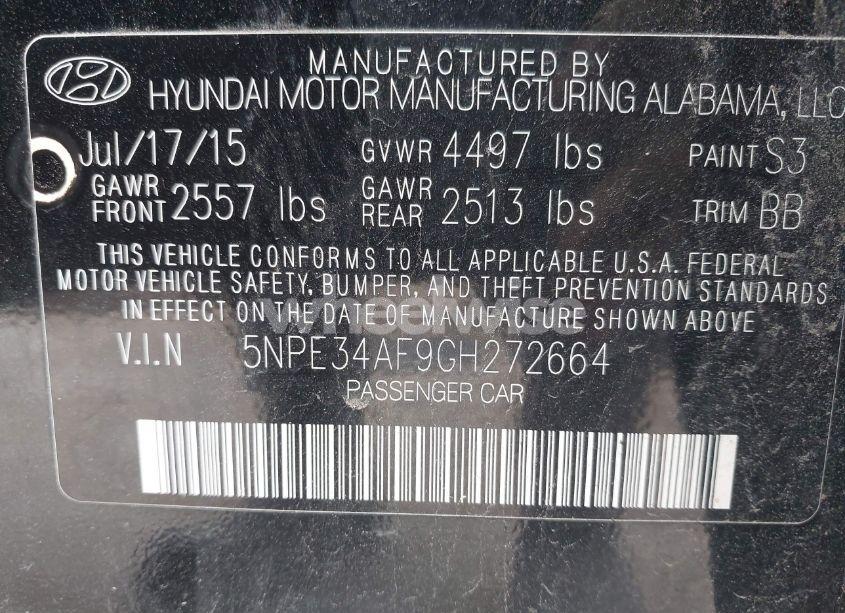 MANUFACTURED BY
HYUNDAI MOTOR MANUFACTURING ALABAMA, LLC
Jul/17/15 GVWR 4497 lbs PAINT S3
GAWR FRONT 2557 lbs GAWR REAR 2513 lbs TRIM BB
THIS VEHICLE CONFORMS TO ALL APPLICABLE U.S.A. FEDERAL
MOTOR VEHICLE SAFETY, BUMPER, AND THEFT PREVENTION STANDARDS
IN EFFECT ON THE DATE OF MANUFACTURE SHOWN ABOVE
wheelwise
V.I.N 5NPE34AF9GH272664
PASSENGER CAR